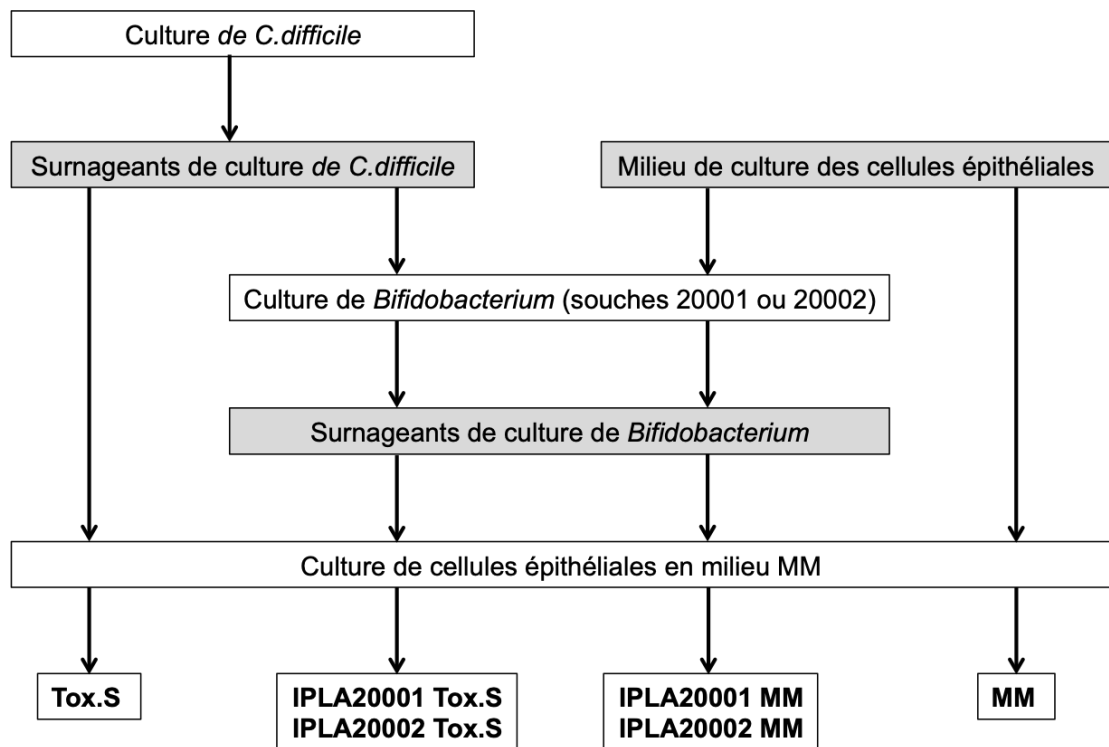 Culture de C.difficile
Surnageants de culture de C.difficile
Milieu de culture des cellules épithéliales
Culture de Bifidobacterium (souches 20001 ou 20002)
Surnageants de culture de Bifidobacterium
Culture de cellules épithéliales en milieu MM
Tox.S
IPLA20001 Tox.S
IPLA20002 Tox.S
IPLA20001 MM
IPLA20002 MM
MM